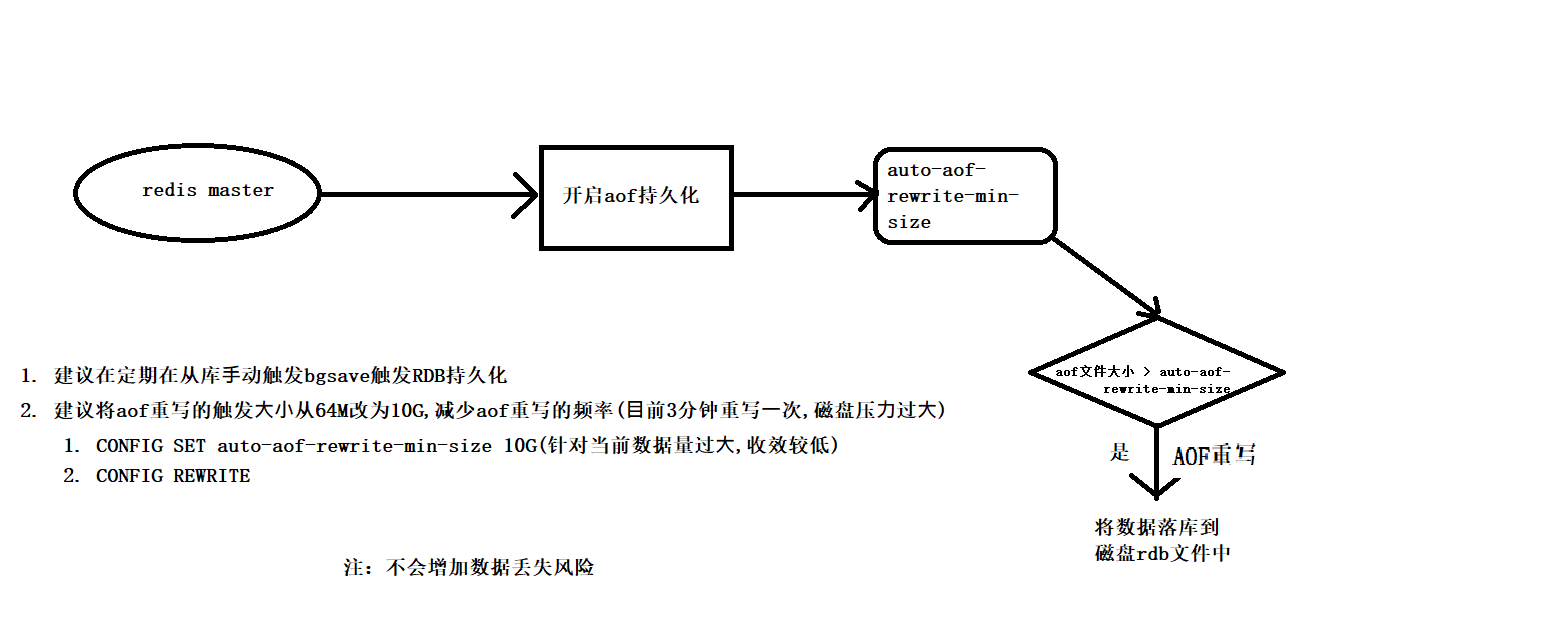 redis master
开启aof持久化
auto-aof-
rewrite-min-
size
aof文件大小 > auto-aof-
rewrite-min-size
是
AOF重写
将数据落库到
磁盘rdb文件中
1. 建议在定期在从库手动触发bgsave触发RDB持久化
2. 建议将aof重写的触发大小从64M改为10G,减少aof重写的频率(目前3分钟重写一次,磁盘压力过大)
1. CONFIG SET auto-aof-rewrite-min-size 10G(针对当前数据量过大,收效较低)
2. CONFIG REWRITE
注: 不会增加数据丢失风险